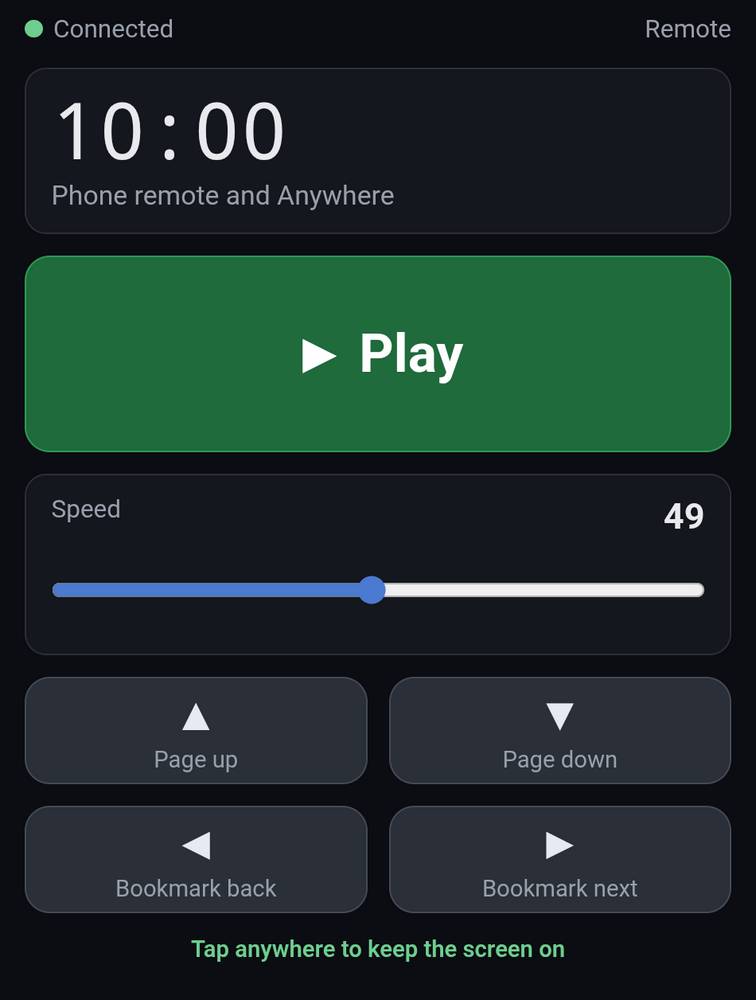 Connected
Remote
10:00
Phone remote and Anywhere
Play
Speed
49
Page up
Page down
Bookmark back
Bookmark next
Tap anywhere to keep the screen on